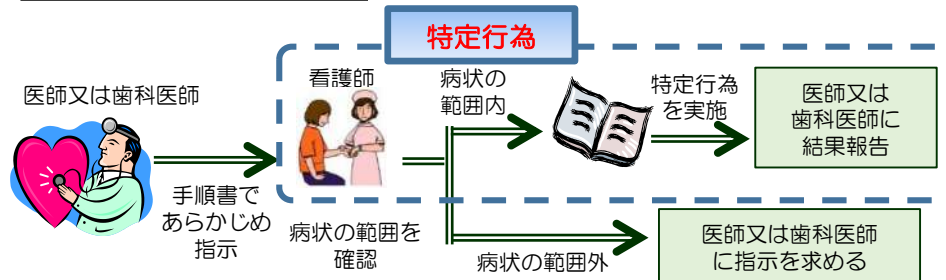 特定行為
医師又は歯科医師
手順書で
あらかじめ
指示
看護師
病状の範囲を
確認
病状の
範囲内
特定行為
を実施
医師又は
歯科医師に
結果報告
病状の範囲外
医師又は歯科医師
に指示を求める